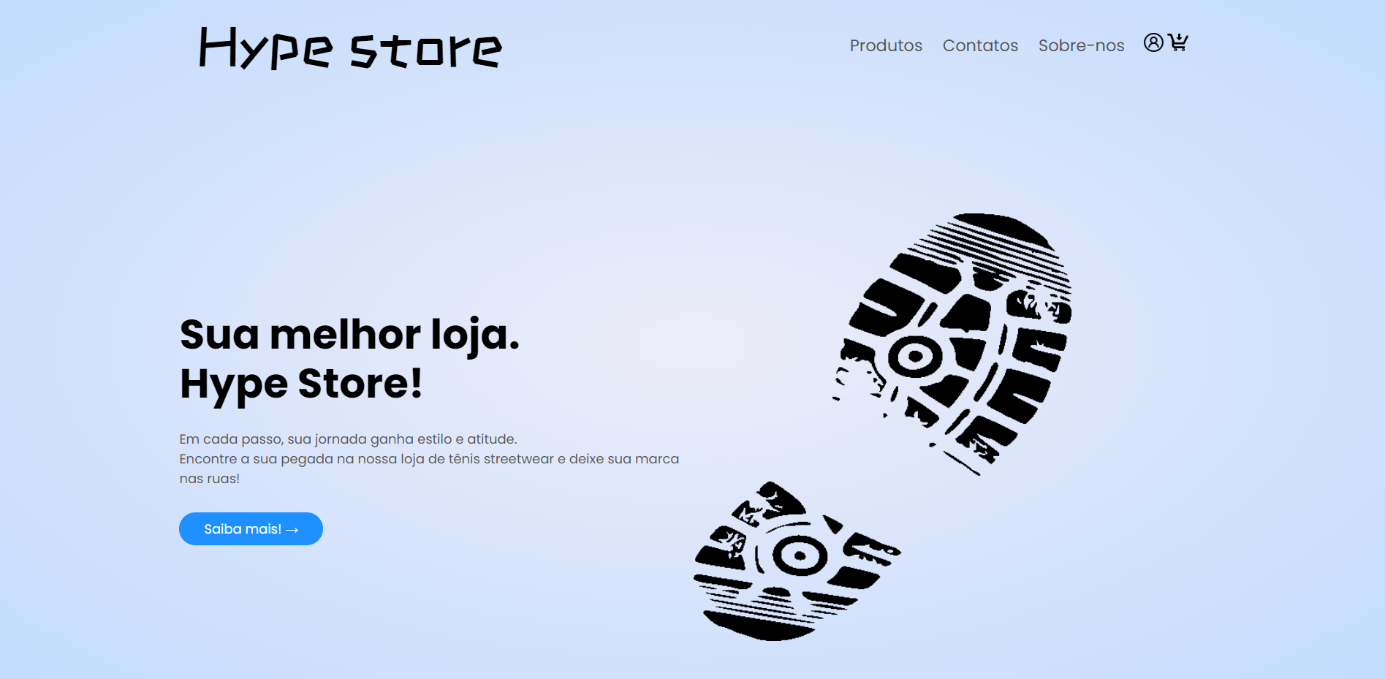 Hype store
Produtos Contatos Sobre-nos
Sua melhor loja.
Hype Store!
Em cada passo, sua jornada ganha estilo e atitude.
Encontre a sua pegada na nossa loja de tênis streetwear e deixe sua marca
nas ruas!
Saiba mais! →